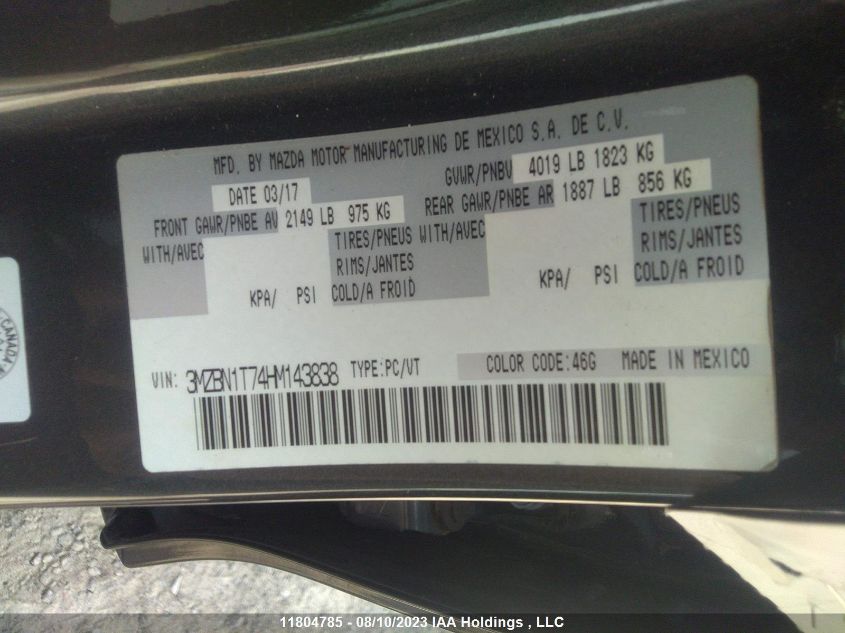 MFD. BY MAZDA MOTOR MANUFACTURING DE MEXICO S.A. DE C.V.
DATE 03/17 GVWR/PNBV 4019 LB 1823 KG
FRONT GAWR/PNBE AV 2149 LB 975 KG REAR GAWR/PNBE AR 1887 LB 856 KG
WITH/AVEC TIRES/PNEUS WITH/AVEC TIRES/PNEUS
RIMS/JANTES RIMS/JANTES
KPA/ PSI COLD/A FROID KPA/ PSI COLD/A FROID
VIN: 3MZBN1T74HM143838 TYPE:PC/VT COLOR CODE:46G MADE IN MEXICO
CANADA
11804785 - 08/10/2023 IAA Holdings , LLC